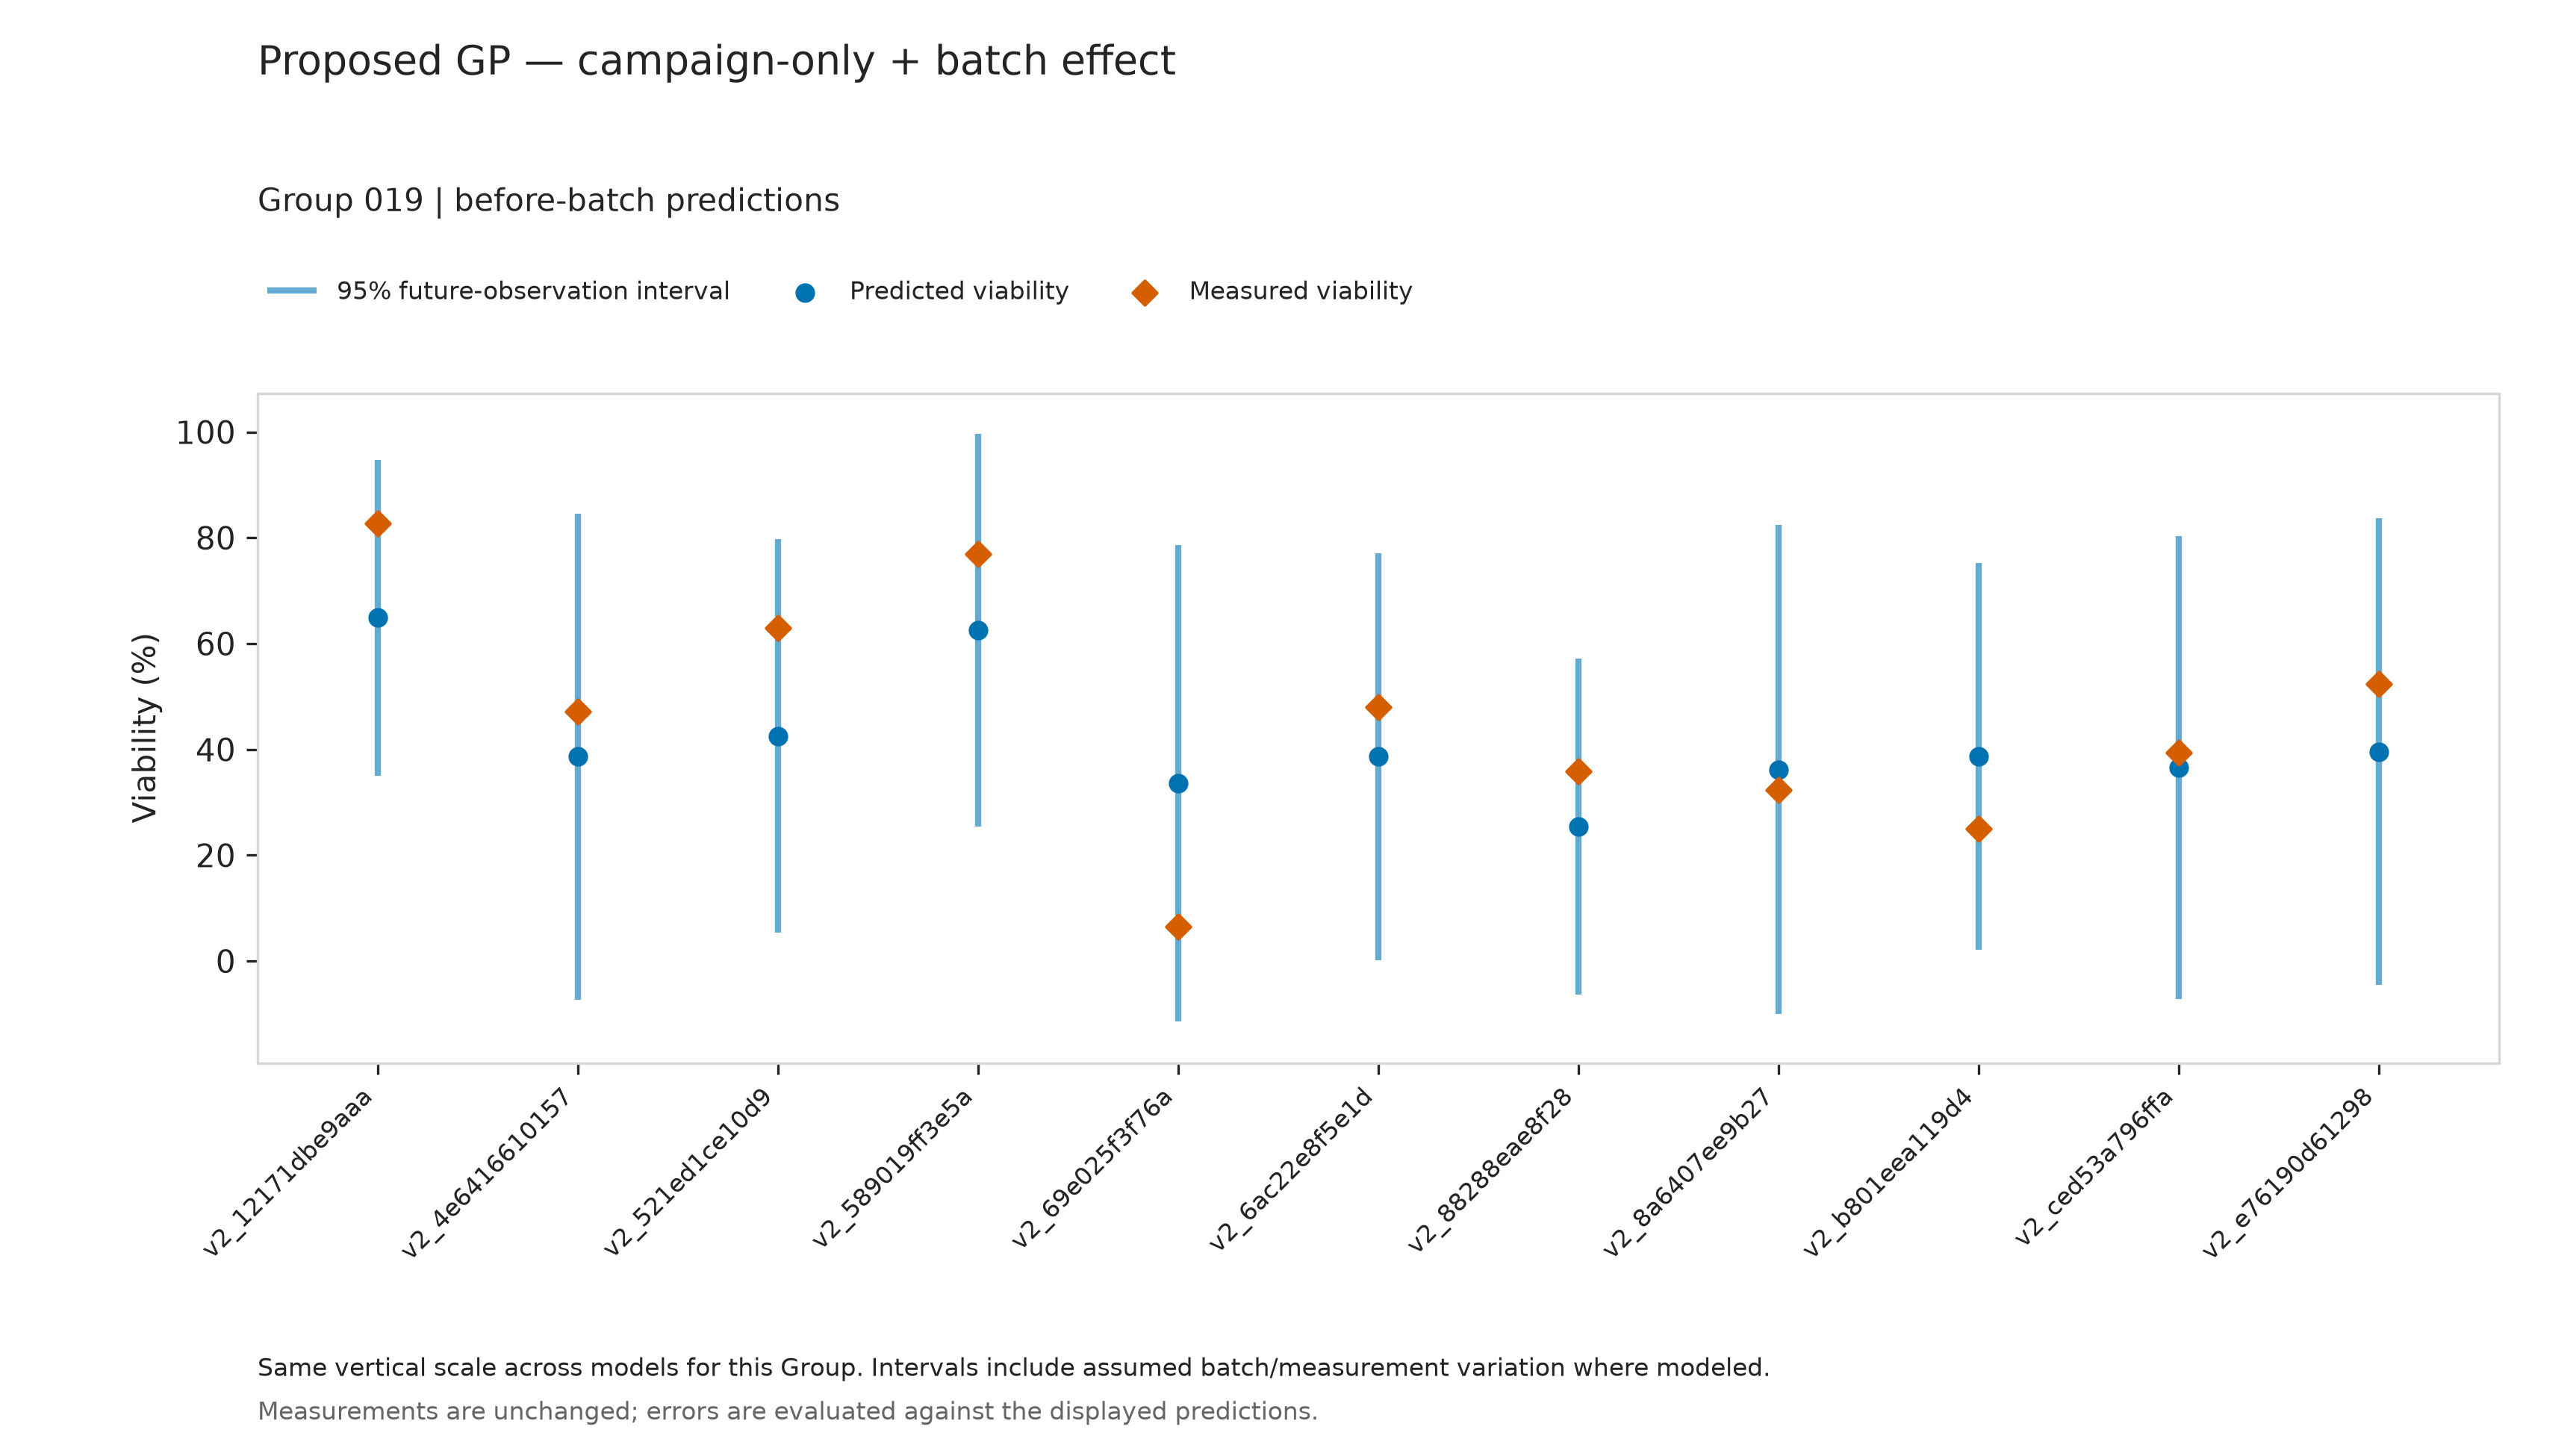 Proposed GP — campaign-only + batch effect
Group 019 | before-batch predictions
95% future-observation interval
Predicted viability
Measured viability
Viability (%)
100
80
60
40
20
0
v2_12171dbe9aaa
v2_4e6416610157
v2_521ed1ce10d9
v2_589019ff3e5a
v2_69e025f3f76a
v2_6ac22e8f5e1d
v2_88288eae8f28
v2_8a6407ee9b27
v2_b801eea119d4
v2_ced53a796ffa
v2_e76190d61298
Same vertical scale across models for this Group. Intervals include assumed batch/measurement variation where modeled.
Measurements are unchanged; errors are evaluated against the displayed predictions.